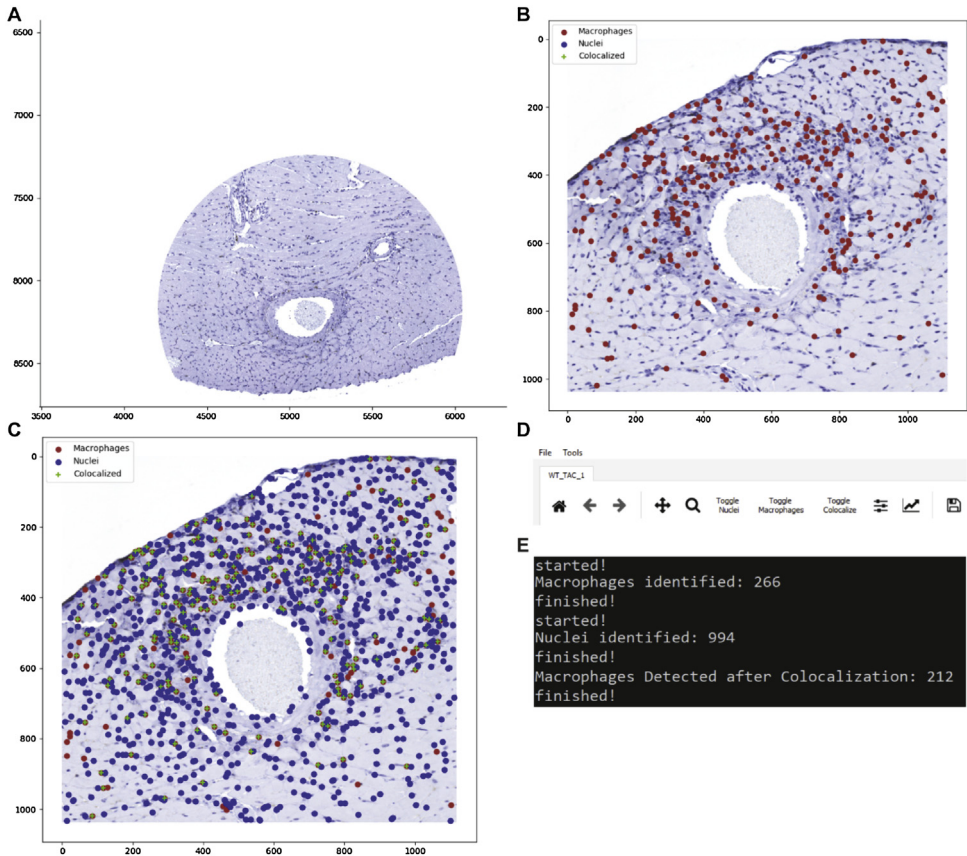 A
6500
7000
7500
8000
8500
3500
4000
4500
5000
5500
6000
B
Macrophages
Nuclei
Colocalized
0
200
400
600
800
1000
0
200
400
600
800
1000
C
Macrophages
Nuclei
Colocalized
0
200
400
600
800
1000
0
200
400
600
800
1000
D
File Tools
WT_TAC_1
Toggle Nuclei
Toggle Macrophages
Toggle Colocalize
E
started!
Macrophages identified: 266
finished!
started!
Nuclei identified: 994
finished!
Macrophages Detected after Colocalization: 212
finished!